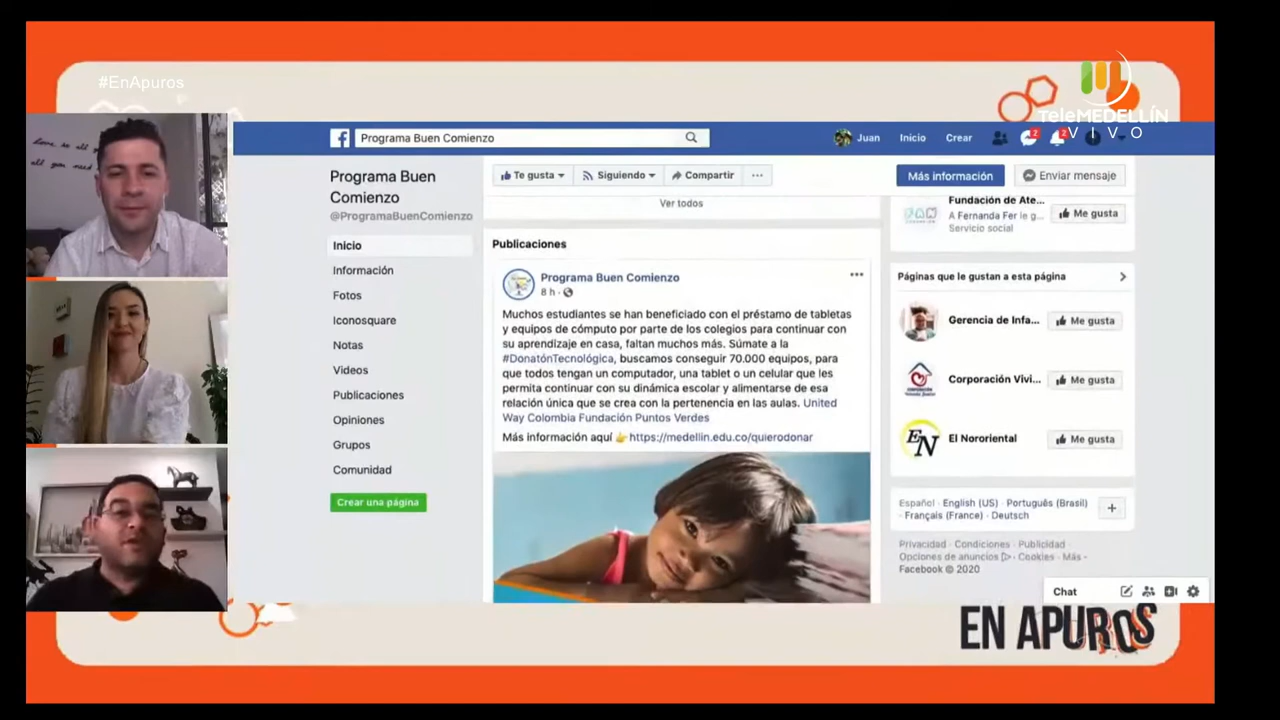 #EnApuros
TeleMEDELLÍN
VIVO
love is all
all you need
Programa Buen Comienzo
Juan
Inicio
Crear
2
2
Programa Buen
Comienzo
@ProgramaBuenComienzo
Inicio
Información
Fotos
Iconosquare
Notas
Videos
Publicaciones
Opiniones
Grupos
Comunidad
Crear una página
Te gusta
Siguiendo
Compartir
Más información
Enviar mensaje
Ver todos
Publicaciones
Programa Buen Comienzo
8 h ·
Muchos estudiantes se han beneficiado con el préstamo de tabletas
y equipos de cómputo por parte de los colegios para continuar con
su aprendizaje en casa, faltan muchos más. Súmate a la
#DonatónTecnológica, buscamos conseguir 70.000 equipos, para
que todos tengan un computador, una tablet o un celular que les
permita continuar con su dinámica escolar y alimentarse de esa
relación única que se crea con la pertenencia en las aulas. United
Way Colombia Fundación Puntos Verdes
Más información aquí 👉https://medellin.edu.co/quierodonar
Fundación de Ate...
A Fernanda Fer le g...
Servicio social
Me gusta
Páginas que le gustan a esta página
Gerencia de Infa...
Me gusta
Corporación Vivi...
Me gusta
EN
El Nororiental
Me gusta
Español · English (US) · Português (Brasil)
· Français (France) · Deutsch
Privacidad · Condiciones · Publicidad ·
Opciones de anuncios · Cookies · Más ·
Facebook © 2020
Chat
EN APUROS